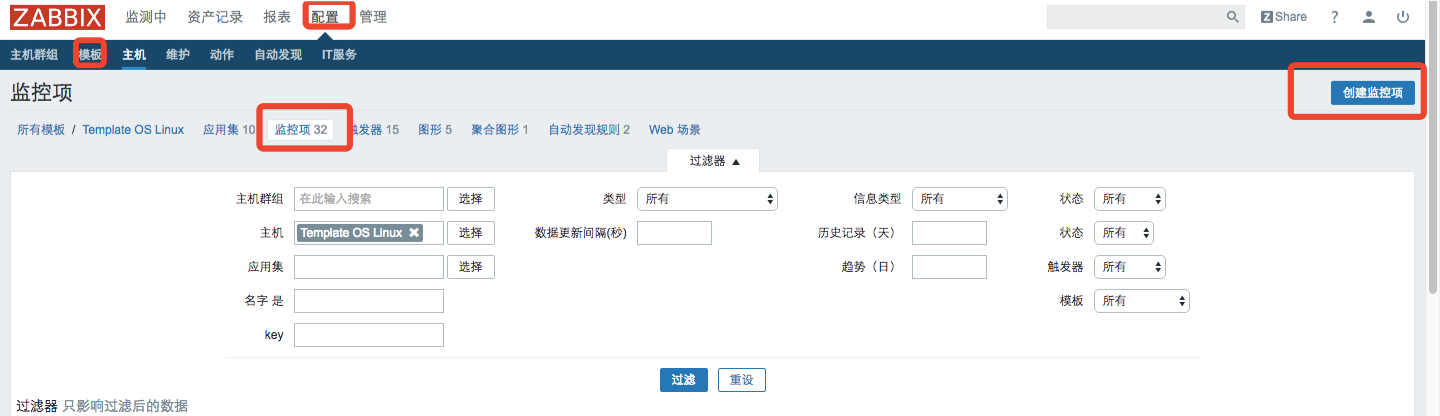 ZABBIX 监测中 资产记录 报表 配置 管理 Share ?
主机群组 模板 主机 维护 动作 自动发现 IT服务
监控项 创建监控项
所有模板 / Template OS Linux 应用集 10 监控项 32 触发器 15 图形 5 聚合图形 1 自动发现规则 2 Web 场景
过滤器 ▲
主机群组 在此输入搜索 选择 类型 所有 信息类型 所有 状态 所有
主机 Template OS Linux ✖ 选择 数据更新间隔(秒) 历史记录（天） 状态 所有
应用集 选择 趋势（日） 触发器 所有
名字 是 模板 所有
key
过滤 重设
过滤器 只影响过滤后的数据